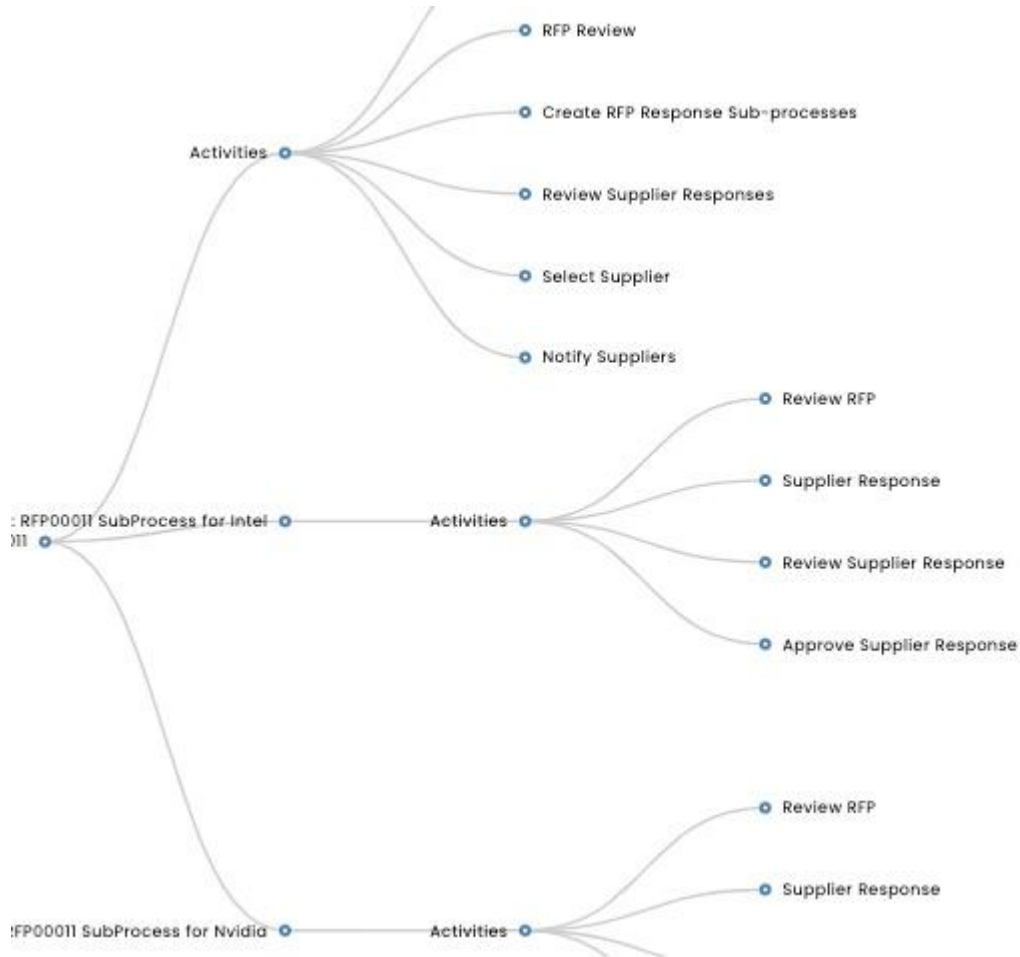 RFP Review
Create RFP Response Sub-processes
Activities
Review Supplier Responses
Select Supplier
Notify Suppliers
Review RFP
Supplier Response
: RFP00011 SubProcess for Intel
Activities
011
Review Supplier Response
Approve Supplier Response
Review RFP
Supplier Response
RFP00011 SubProcess for Nvidia
Activities